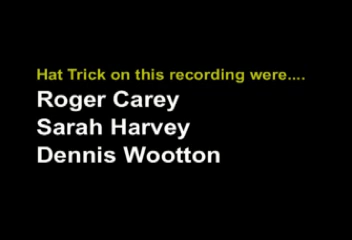 Hat Trick on this recording were....
Roger Carey
Sarah Harvey
Dennis Wootton